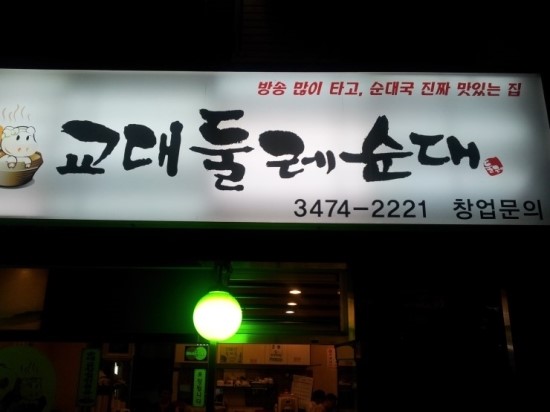 방송 많이 타고, 순대국 진짜 맛있는 집
교대 둘레순대
3474-2221 창업문의